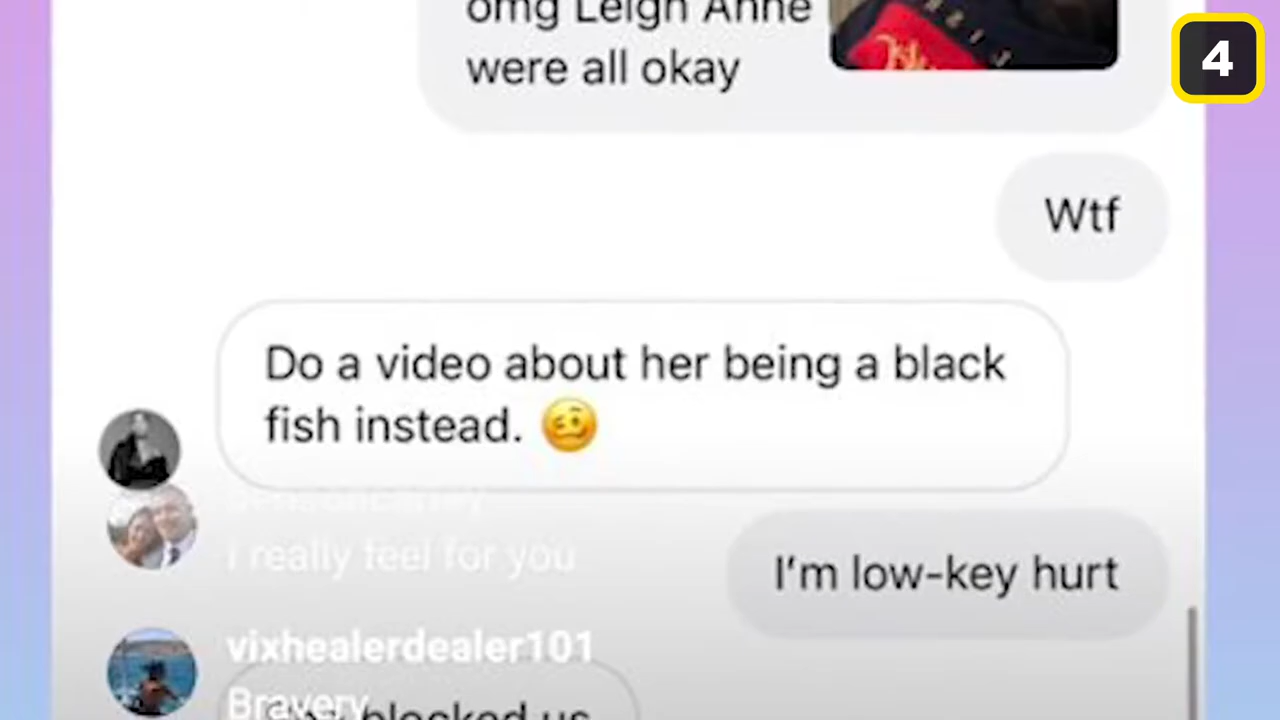 omg Leigh Anne
were all okay
4
Wtf
Do a video about her being a black
fish instead. 🥴
I really feel for you
I'm low-key hurt
vixhealerdealer101
Bravery
blocked us